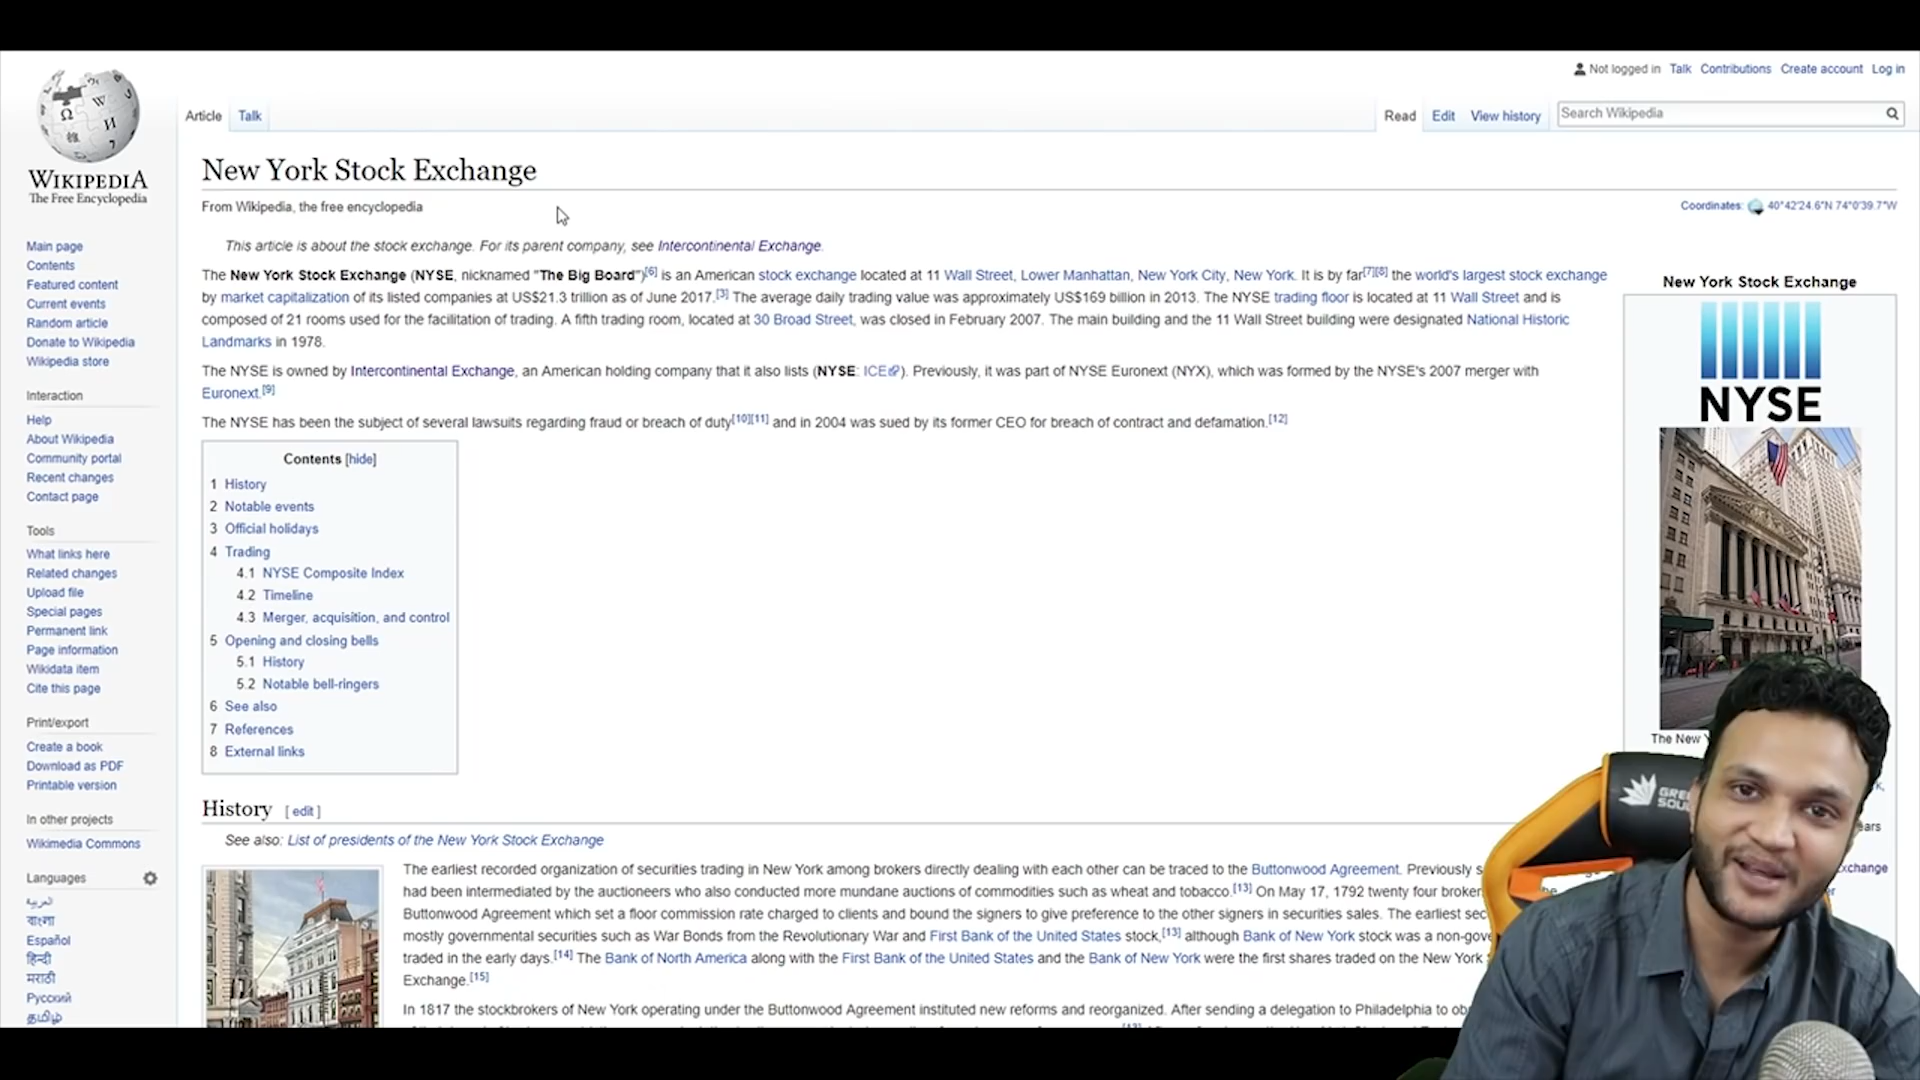 Not logged in Talk Contributions Create account Log in
Article Talk Read Edit View history Search Wikipedia
WIKIPEDIA
The Free Encyclopedia
New York Stock Exchange
From Wikipedia, the free encyclopedia
Coordinates: 40°42′24.6″N 74°0′39.7″W
Main page
Contents
Featured content
Current events
Random article
Donate to Wikipedia
Wikipedia store
Interaction
Help
About Wikipedia
Community portal
Recent changes
Contact page
Tools
What links here
Related changes
Upload file
Special pages
Permanent link
Page information
Wikidata item
Cite this page
Print/export
Create a book
Download as PDF
Printable version
In other projects
Wikimedia Commons
Languages
العربية
বাংলা
Español
हिन्दी
मराठी
Русский
தமிழ்
This article is about the stock exchange. For its parent company, see Intercontinental Exchange.
The New York Stock Exchange (NYSE, nicknamed "The Big Board")[6] is an American stock exchange located at 11 Wall Street, Lower Manhattan, New York City, New York. It is by far[7][8] the world's largest stock exchange
by market capitalization of its listed companies at US$21.3 trillion as of June 2017.[3] The average daily trading value was approximately US$169 billion in 2013. The NYSE trading floor is located at 11 Wall Street and is
composed of 21 rooms used for the facilitation of trading. A fifth trading room, located at 30 Broad Street, was closed in February 2007. The main building and the 11 Wall Street building were designated National Historic
Landmarks in 1978.
The NYSE is owned by Intercontinental Exchange, an American holding company that it also lists (NYSE: ICE). Previously, it was part of NYSE Euronext (NYX), which was formed by the NYSE's 2007 merger with
Euronext.[9]
The NYSE has been the subject of several lawsuits regarding fraud or breach of duty[10][11] and in 2004 was sued by its former CEO for breach of contract and defamation.[12]
Contents [hide]
1 History
2 Notable events
3 Official holidays
4 Trading
4.1 NYSE Composite Index
4.2 Timeline
4.3 Merger, acquisition, and control
5 Opening and closing bells
5.1 History
5.2 Notable bell-ringers
6 See also
7 References
8 External links
History [ edit ]
See also: List of presidents of the New York Stock Exchange
The earliest recorded organization of securities trading in New York among brokers directly dealing with each other can be traced to the Buttonwood Agreement. Previously s
had been intermediated by the auctioneers who also conducted more mundane auctions of commodities such as wheat and tobacco.[13] On May 17, 1792 twenty four broker
Buttonwood Agreement which set a floor commission rate charged to clients and bound the signers to give preference to the other signers in securities sales. The earliest sec
mostly governmental securities such as War Bonds from the Revolutionary War and First Bank of the United States stock,[13] although Bank of New York stock was a non-gove
traded in the early days.[14] The Bank of North America along with the First Bank of the United States and the Bank of New York were the first shares traded on the New York
Exchange.[15]
In 1817 the stockbrokers of New York operating under the Buttonwood Agreement instituted new reforms and reorganized. After sending a delegation to Philadelphia to ob
New York Stock Exchange
NYSE
The New Y
k,
ears
xchange
GREE
SOUL